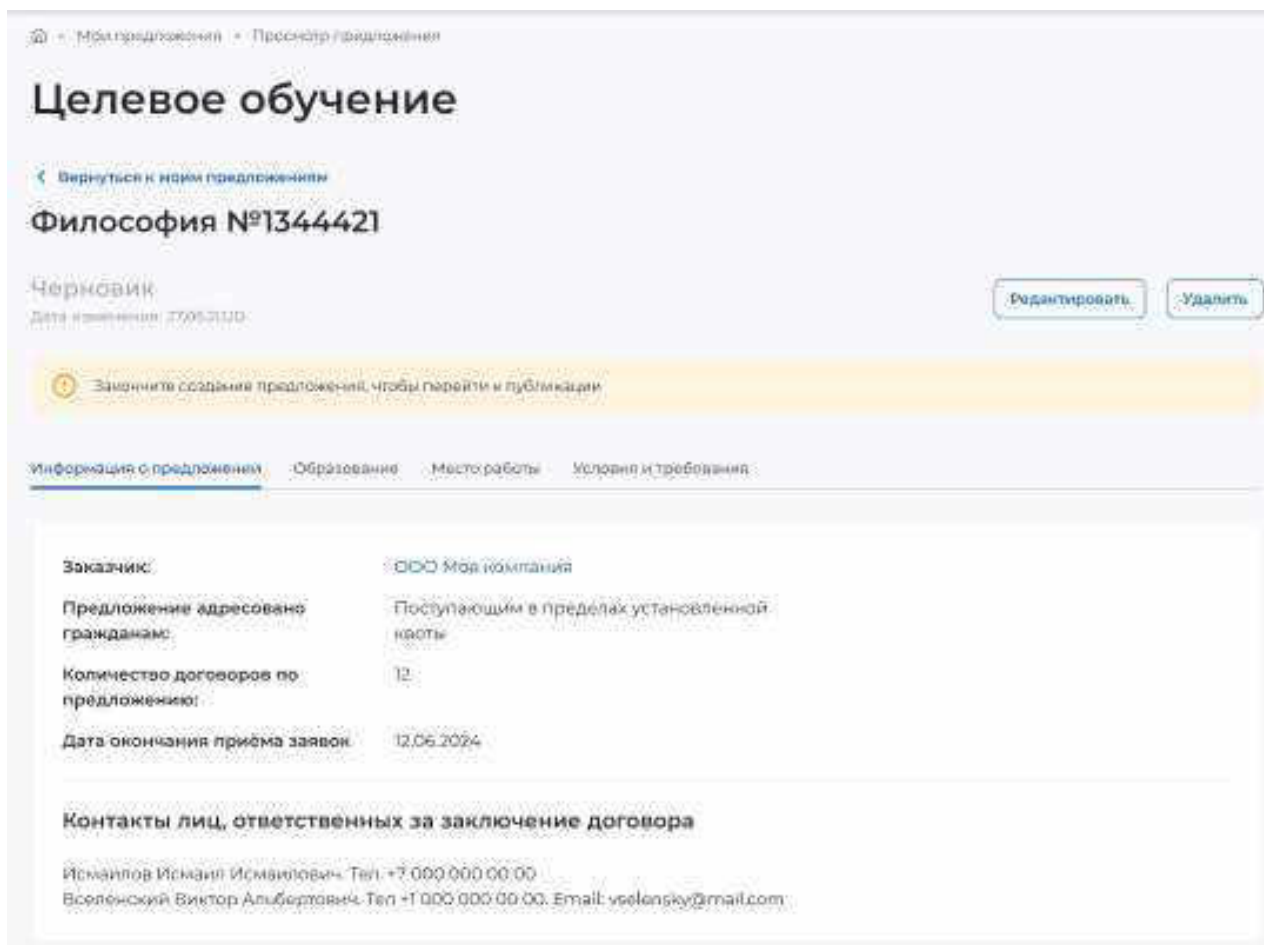 Мои предложения • Просмотр предложения
Целевое обучение
Вернуться к моим предложениям
Философия №1344421
Черновик
Дата изменения:
Редактировать
Удалить
Закончите создание предложения, чтобы перейти к публикации
Информация о предложении Образование Место работы Условия и требования
Заказчик: ООО Моя компания
Предложение адресовано Поступающим в пределах установленной
гражданам: квоты
Количество договоров по 12
предложению:
Дата окончания приёма заявок 12.06.2024
Контакты лиц, ответственных за заключение договора
Исмаилов Исмаил Исмаилович. Тел. +7 000 000 00 00
Вселенский Виктор Альбертович. Тел +1 000 000 00 00. Email: vselensky@mail.com